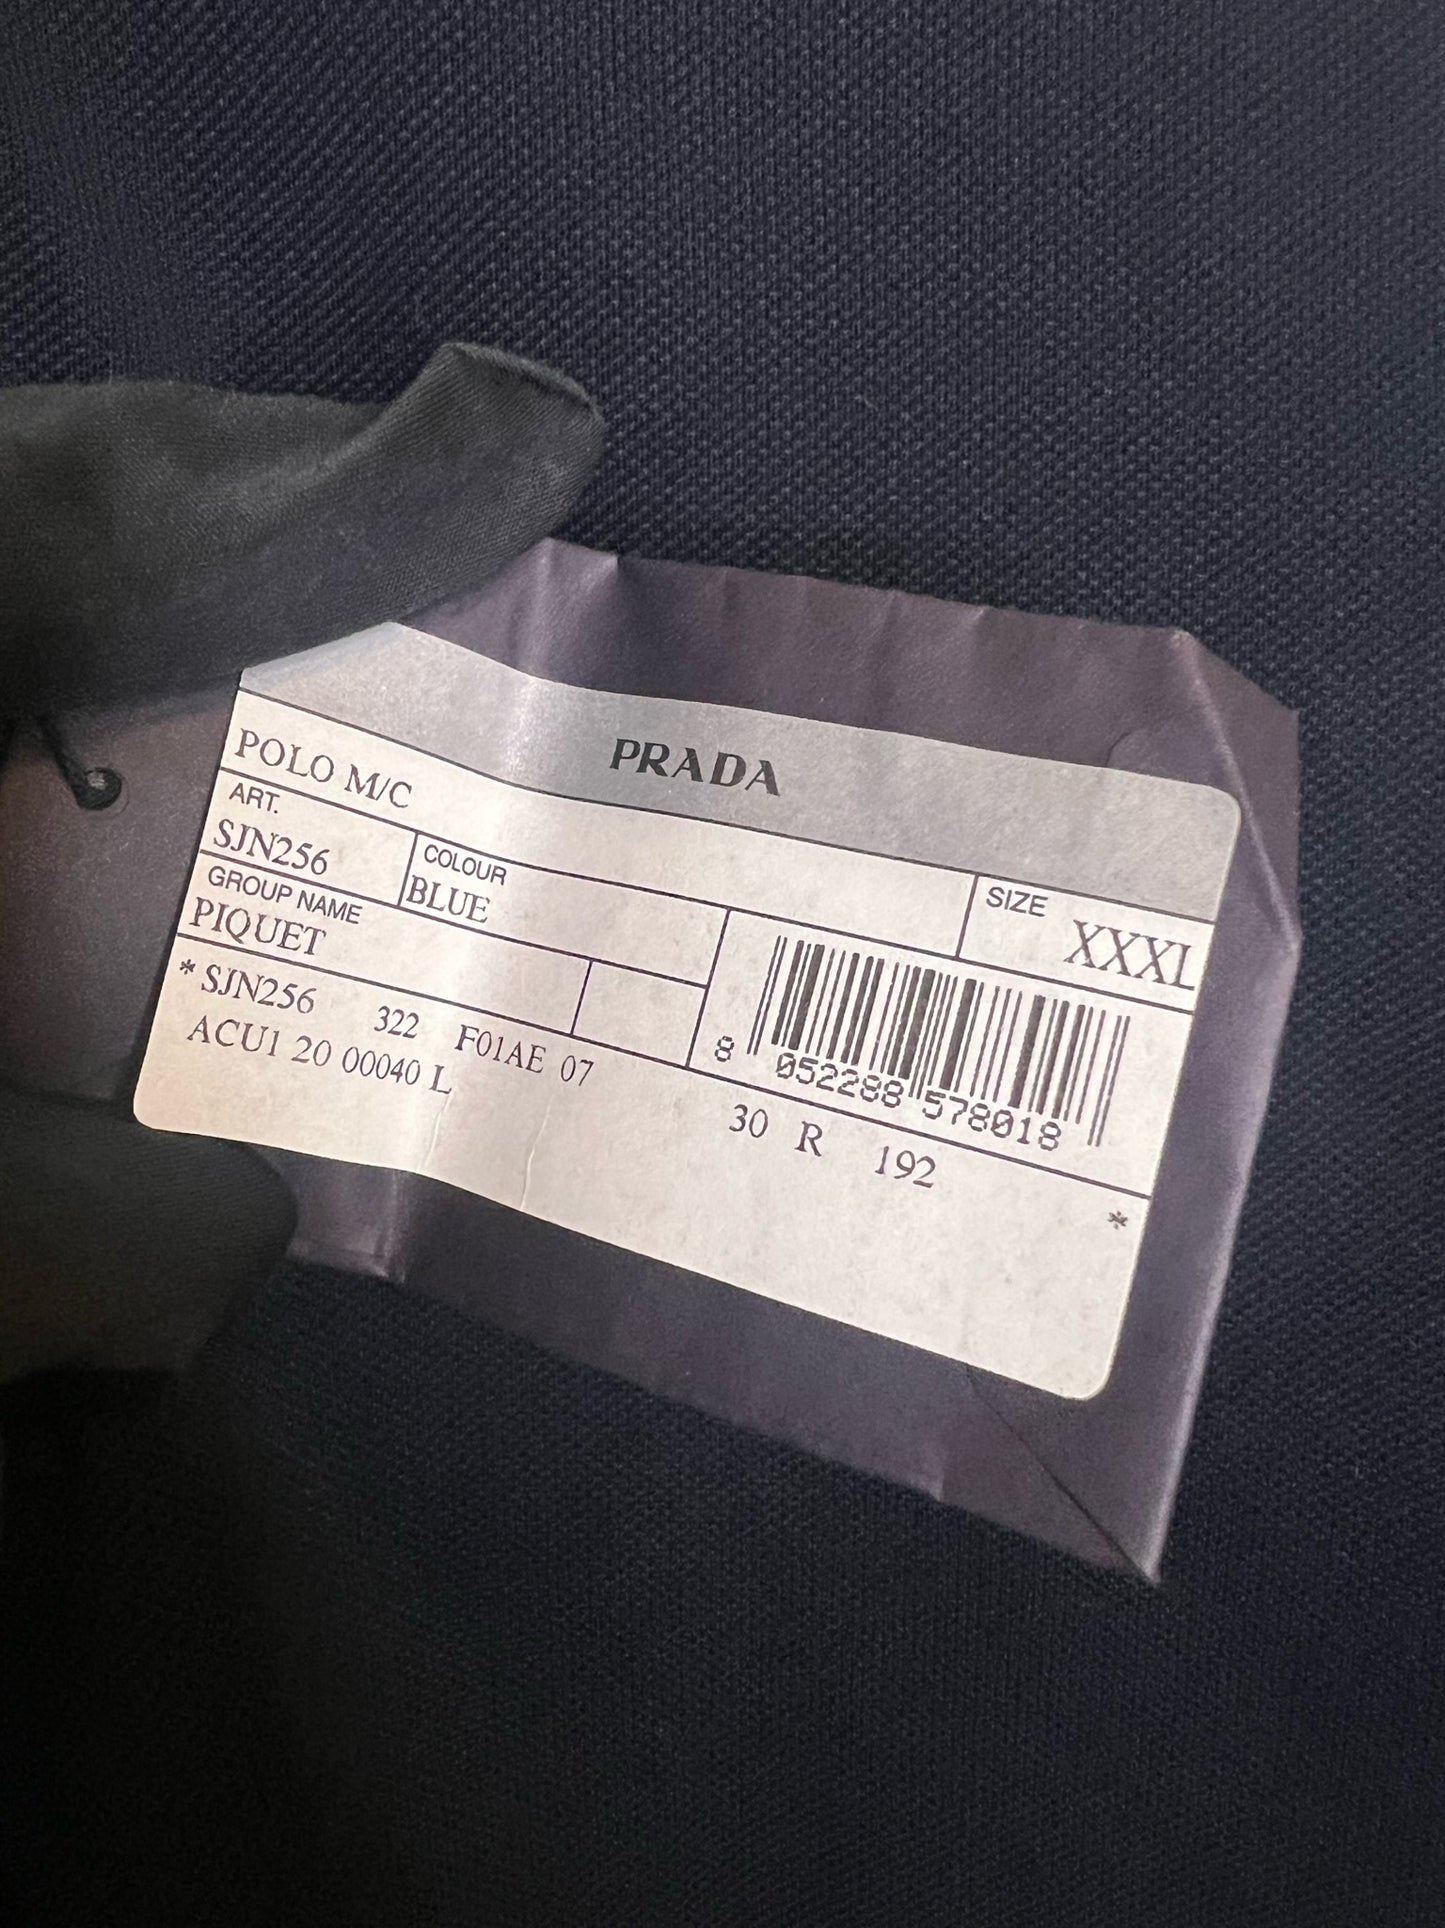 PRADA
POLO M/C
ART.
SJN256
COLOUR
BLUE
SIZE
XXXL
GROUP NAME
PIQUET
8 052288 578018
* SJN256 322 F01AE 07
ACU1 20 00040 L
30 R 192
*